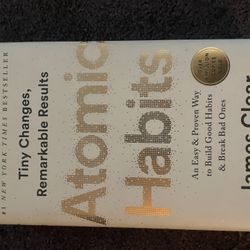 #1 NEW YORK TIMES BESTSELLER
Tiny Changes,
Remarkable Results
Atomic
Habits
An Easy & Proven Way
to Build Good Habits
& Break Bad Ones
James Clear